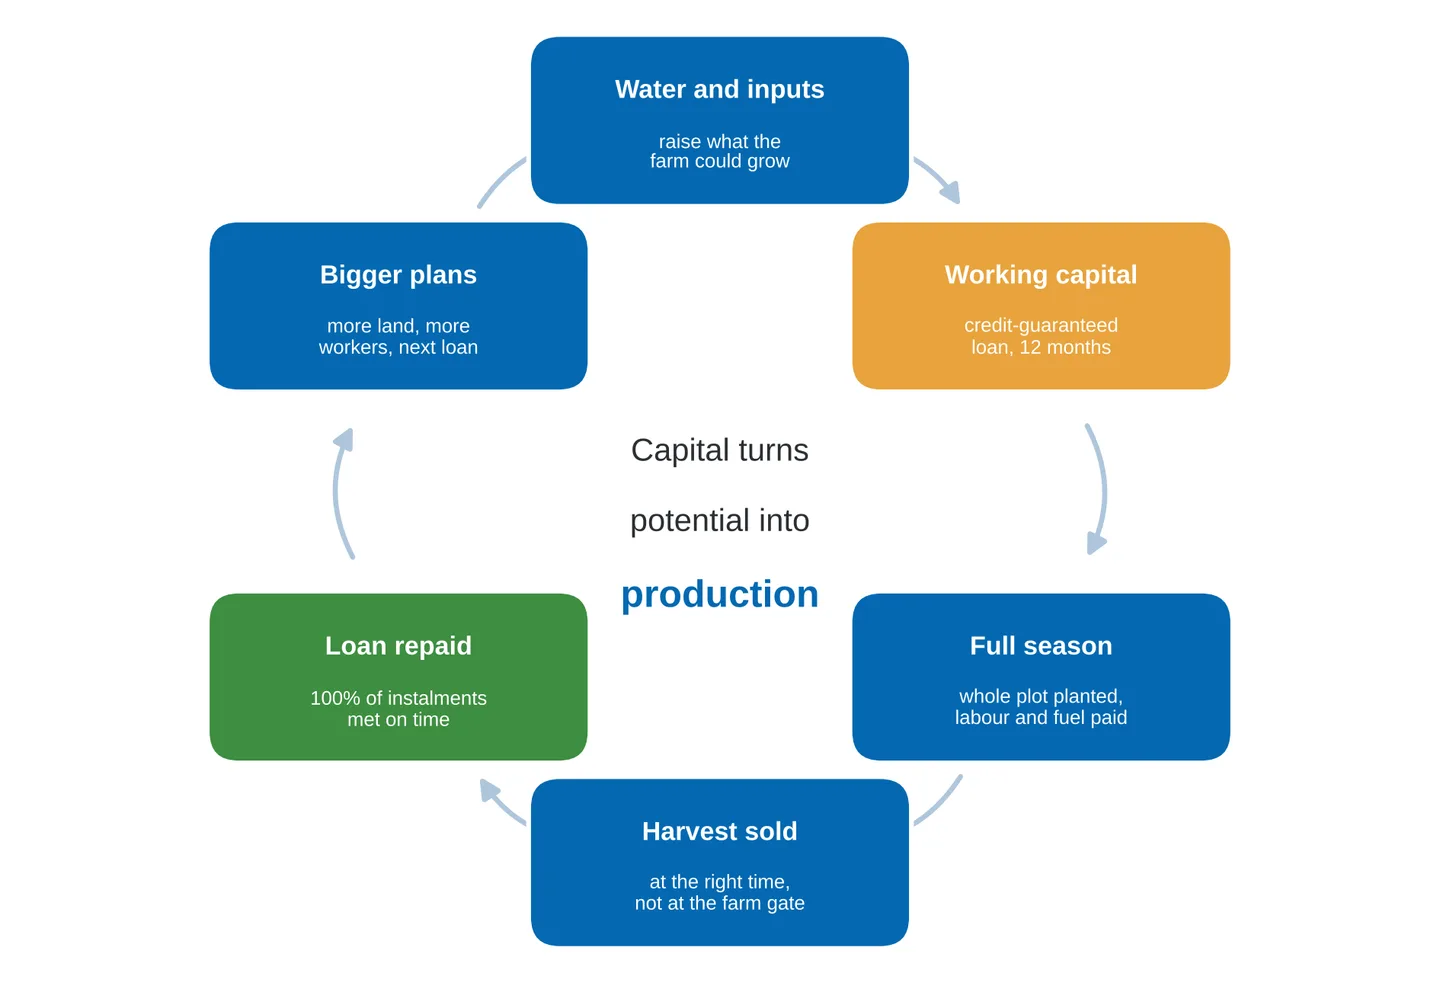 Water and inputs
raise what the
farm could grow
Bigger plans
more land, more
workers, next loan
Working capital
credit-guaranteed
loan, 12 months
Capital turns
potential into
production
Loan repaid
100% of instalments
met on time
Full season
whole plot planted,
labour and fuel paid
Harvest sold
at the right time,
not at the farm gate